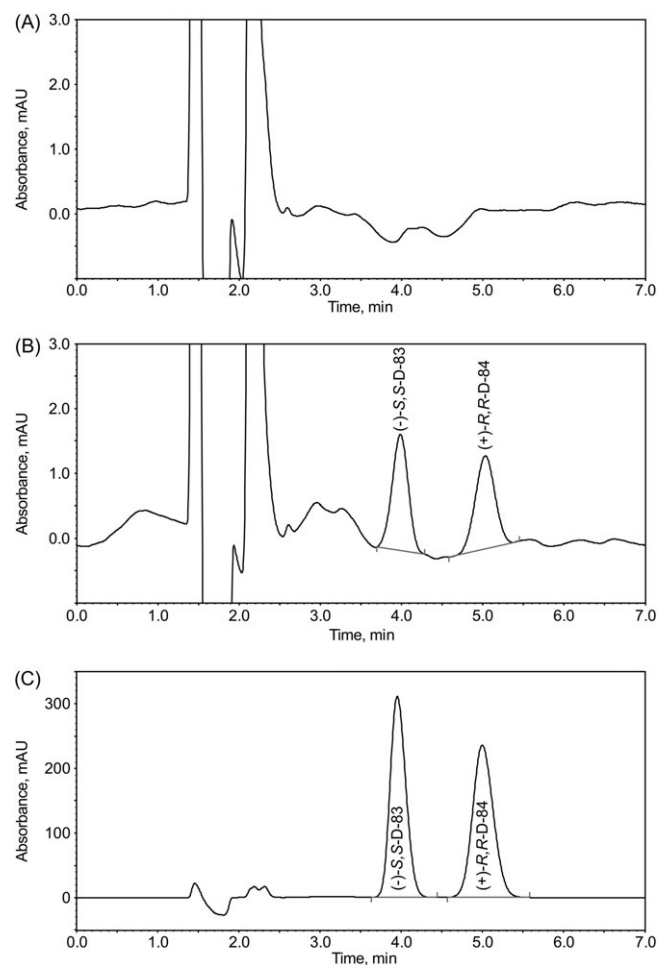 (A)
3.0
2.0
1.0
0.0
Absorbance, mAU
0.0 1.0 2.0 3.0 4.0 5.0 6.0 7.0
Time, min
(B)
3.0
2.0
1.0
0.0
Absorbance, mAU
(-)-S,S-D-83
(+)-R,R-D-84
0.0 1.0 2.0 3.0 4.0 5.0 6.0 7.0
Time, min
(C)
300
200
100
0
Absorbance, mAU
(-)-S,S-D-83
(+)-R,R-D-84
0.0 1.0 2.0 3.0 4.0 5.0 6.0 7.0
Time, min